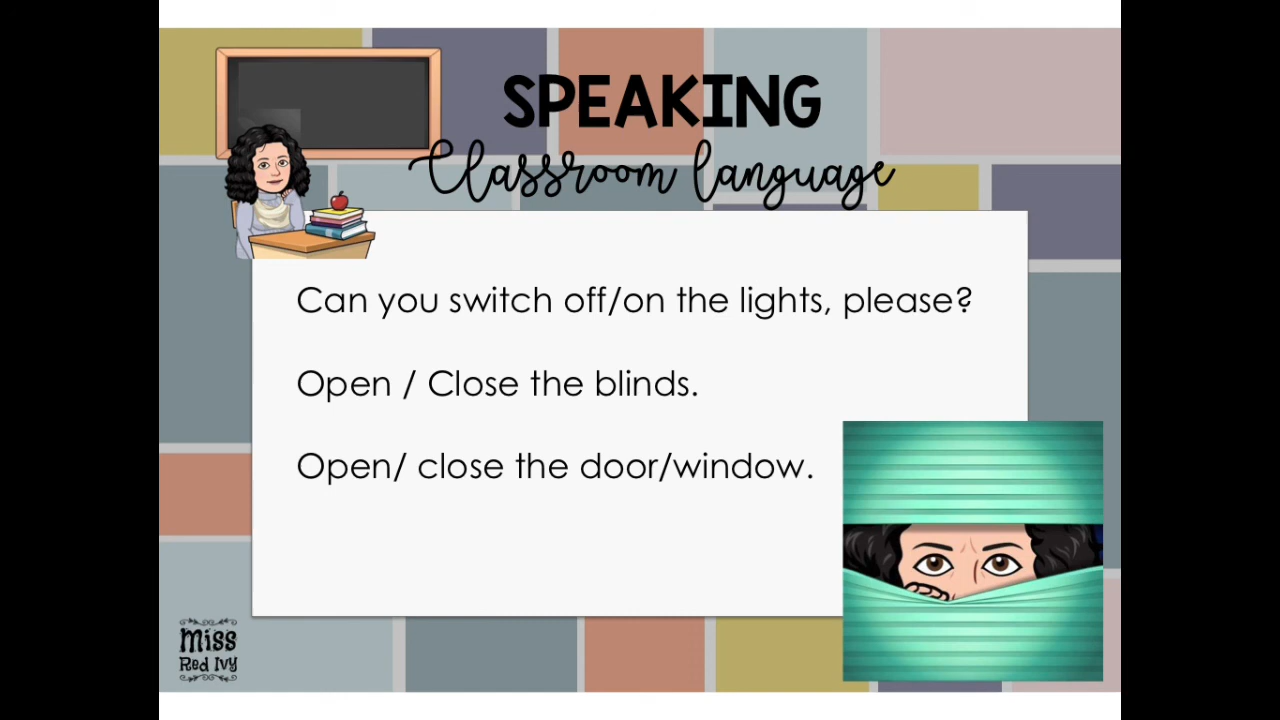 SPEAKING
Classroom language
Can you switch off/on the lights, please?
Open / Close the blinds.
Open/ close the door/window.
Miss
Red Ivy